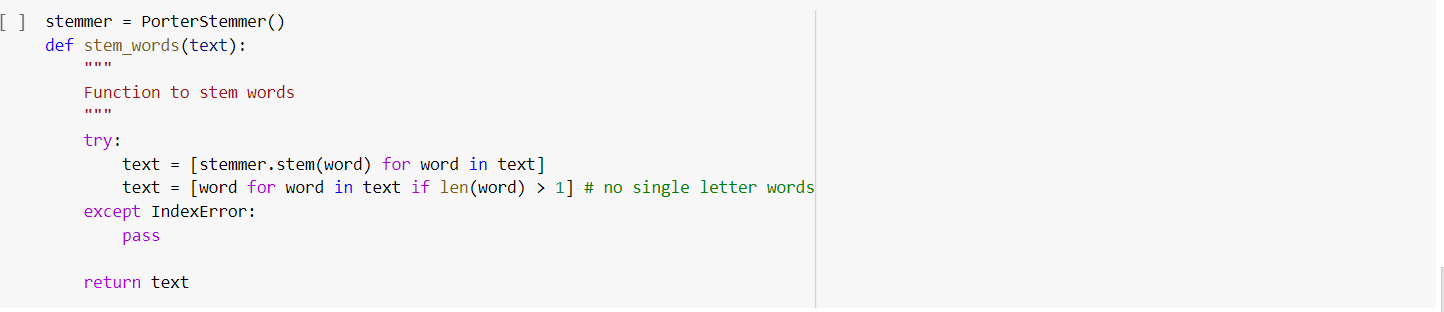 [ ] stemmer = PorterStemmer()
def stem_words(text):
    """
    Function to stem words
    """
    try:
        text = [stemmer.stem(word) for word in text]
        text = [word for word in text if len(word) > 1] # no single letter words
    except IndexError:
        pass

    return text